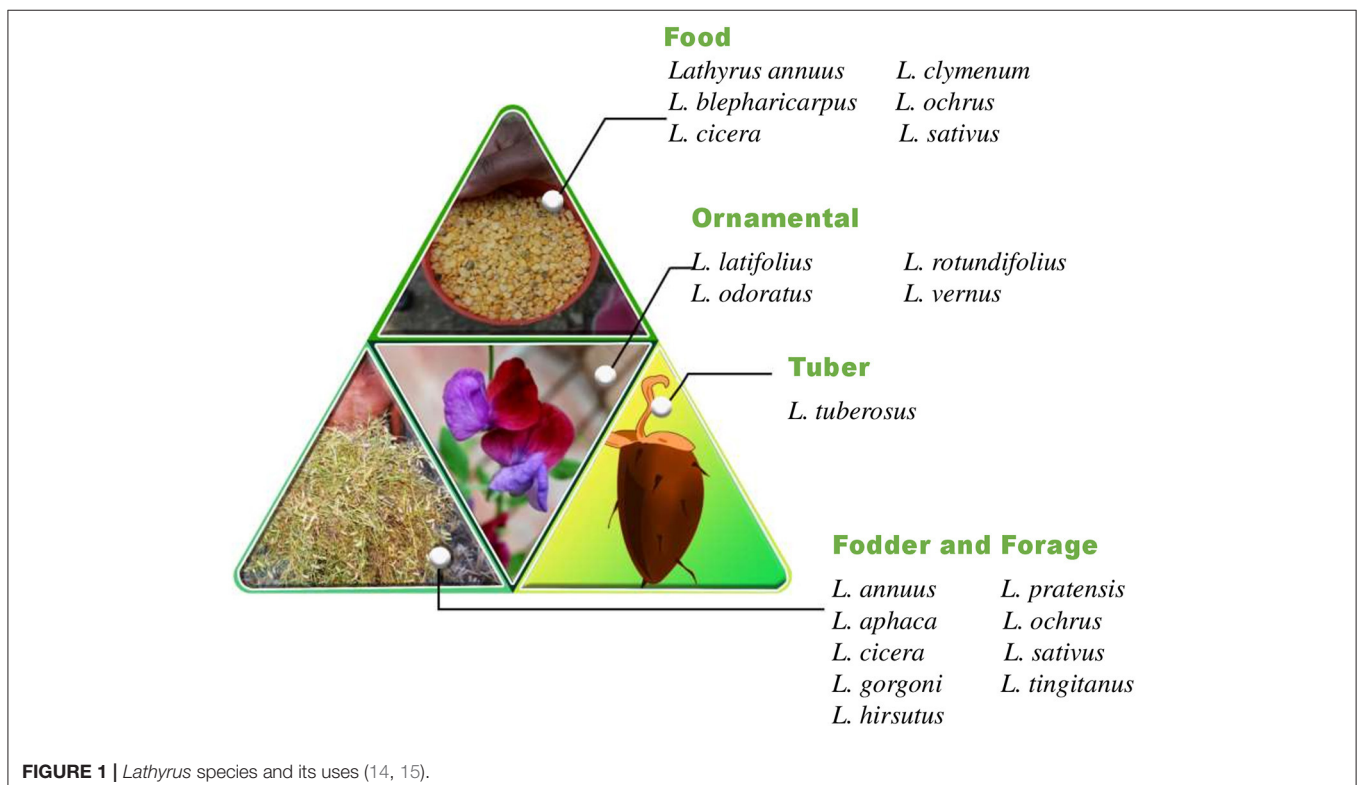 Food
Lathyrus annuus L. clymenum
L. blepharicarpus L. ochrus
L. cicera L. sativus
Ornamental
L. latifolius L. rotundifolius
L. odoratus L. vernus
Tuber
L. tuberosus
Fodder and Forage
L. annuus L. pratensis
L. aphaca L. ochrus
L. cicera L. sativus
L. gorgoni L. tingitanus
L. hirsutus
FIGURE 1 | Lathyrus species and its uses (14, 15).